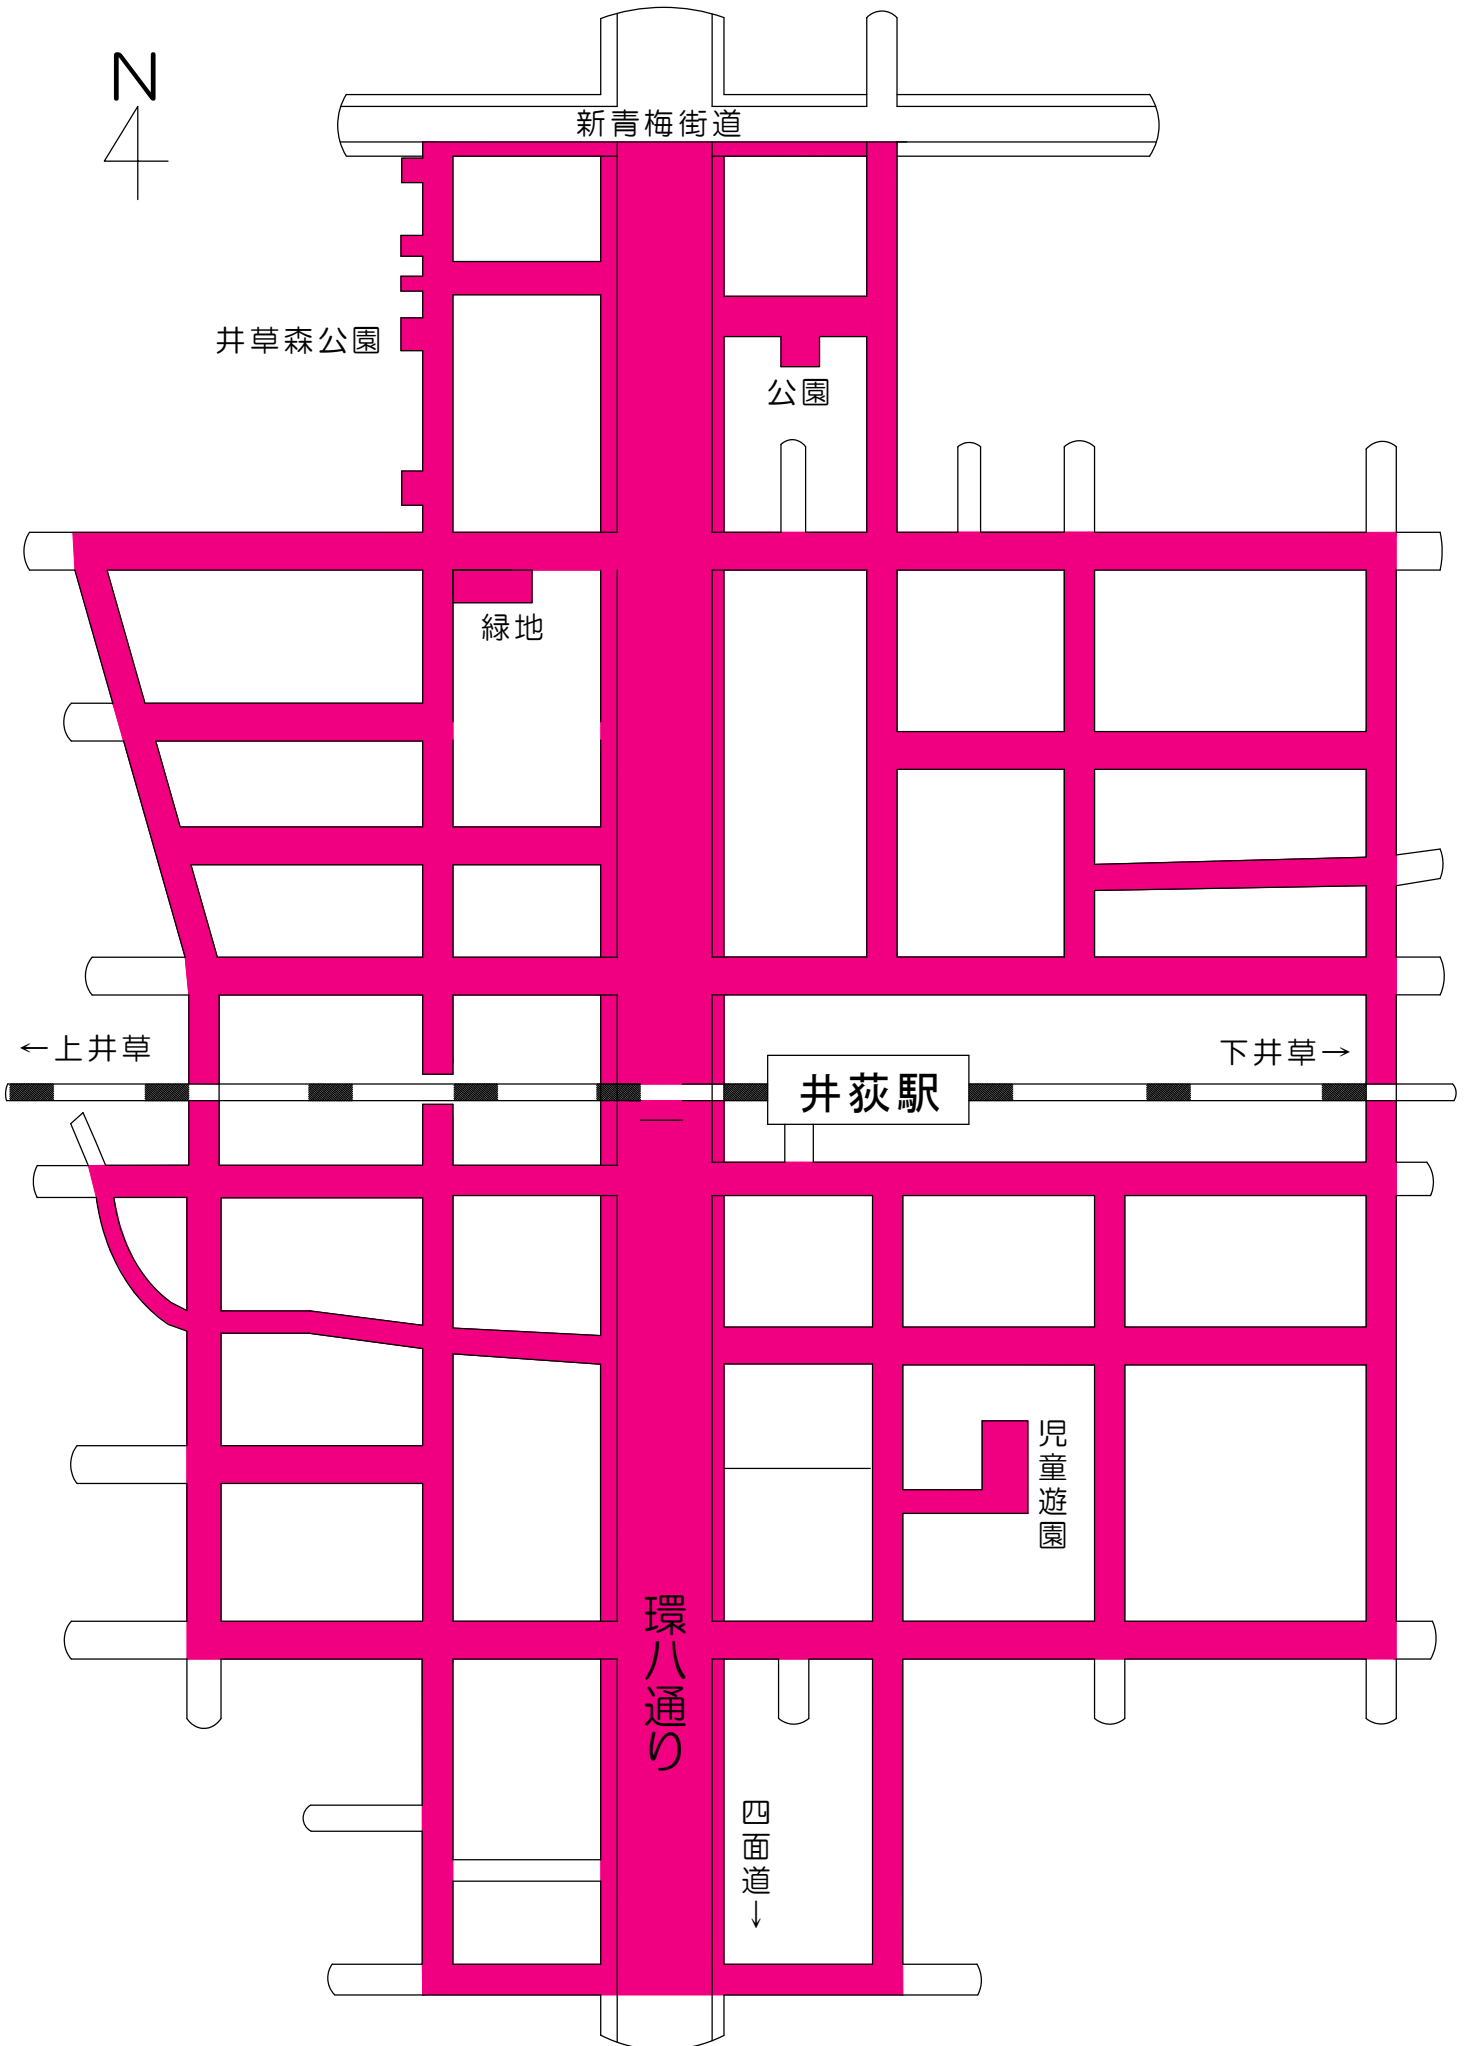 N
新青梅街道
井草森公園
公園
緑地
←上井草
下井草→
井荻駅
児童遊園
環八通り
四面道→